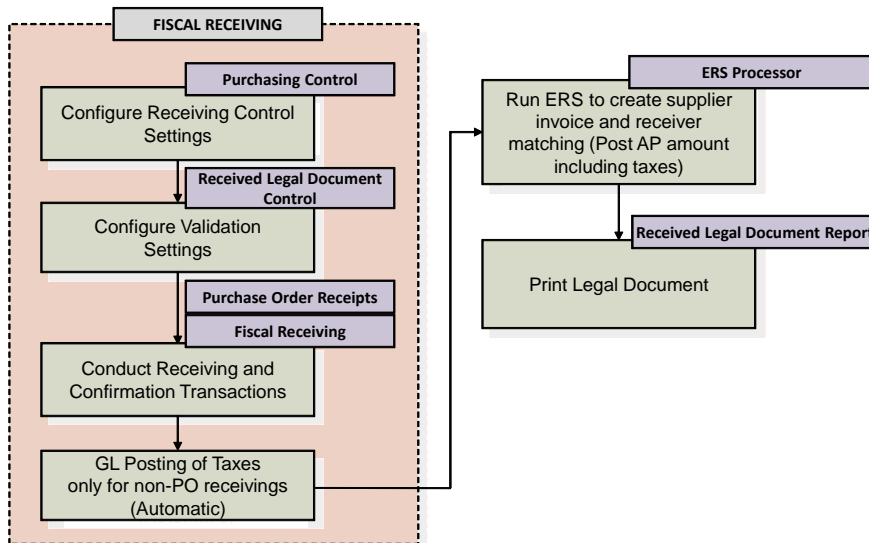 FISCAL RECEIVING
Purchasing Control
Configure Receiving Control
Settings
Received Legal Document
Control
Configure Validation
Settings
Purchase Order Receipts
Fiscal Receiving
Conduct Receiving and
Confirmation Transactions
GL Posting of Taxes
only for non-PO receivings
(Automatic)
ERS Processor
Run ERS to create supplier
invoice and receiver
matching (Post AP amount
including taxes)
Received Legal Document Report
Print Legal Document